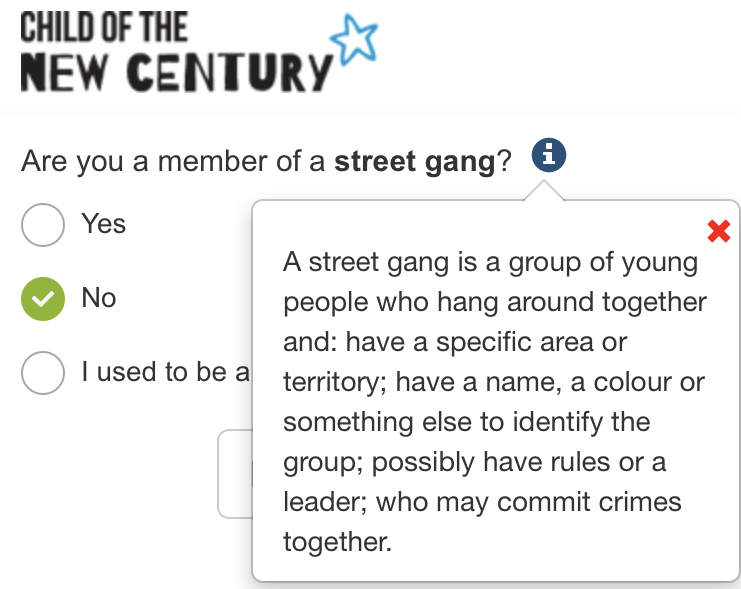 CHILD OF THE
NEW CENTURY
Are you a member of a street gang?
Yes
No
I used to be a
A street gang is a group of young
people who hang around together
and: have a specific area or
territory; have a name, a colour or
something else to identify the
group; possibly have rules or a
leader; who may commit crimes
together.